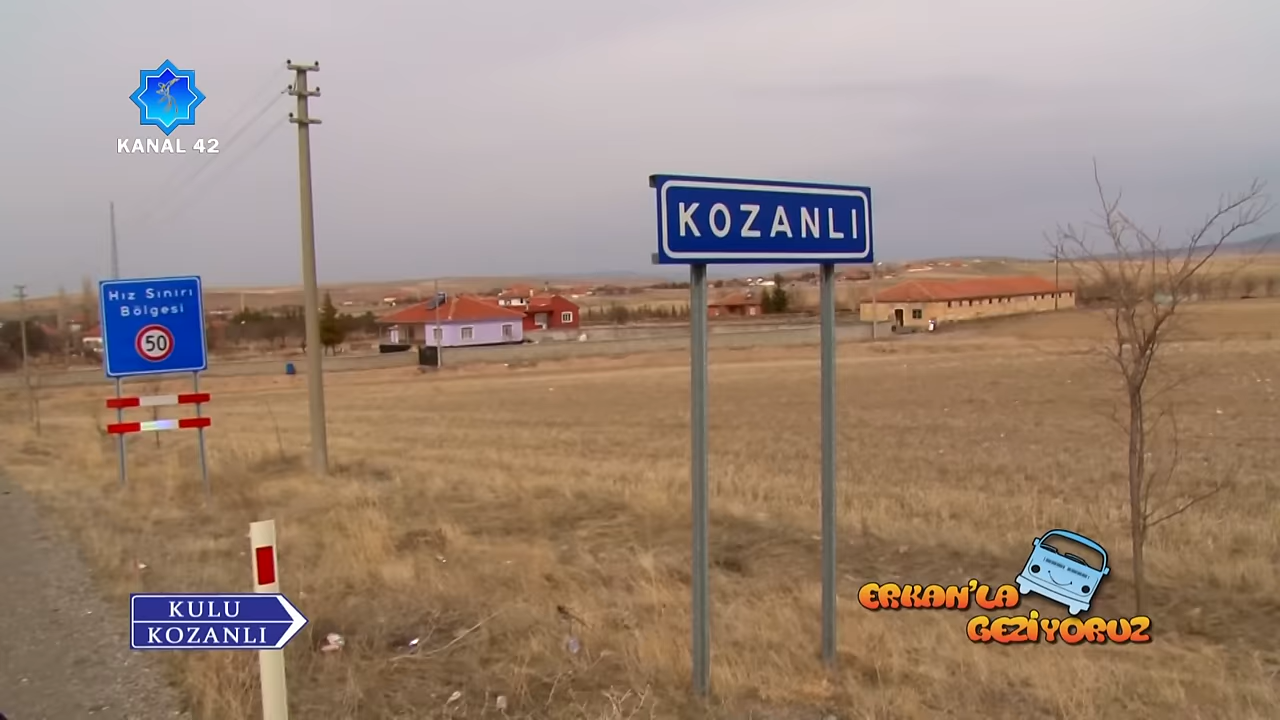 KANAL 42
KOZANLI
Hız Sınırı
Bölgesi
50
KULU
KOZANLI
ERKAN'LA
GEZİYORUZ